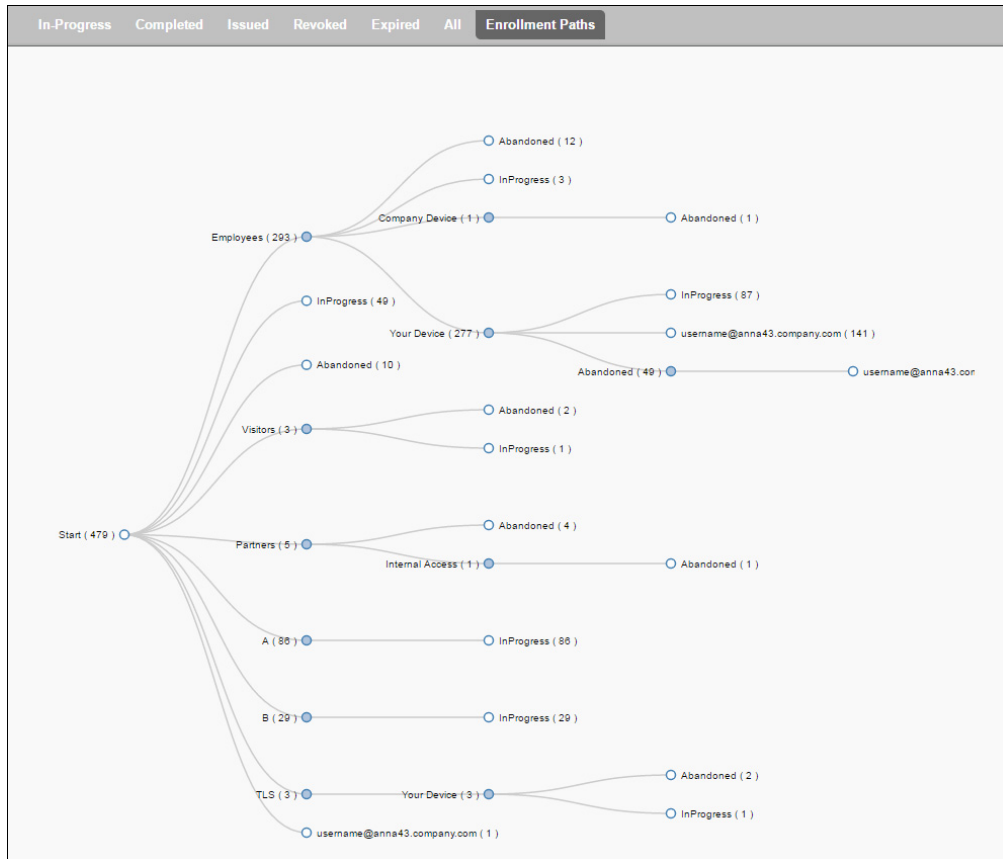 In-Progress Completed Issued Revoked Expired All Enrollment Paths
Abandoned ( 12 )
InProgress ( 3 )
Company Device ( 1 )
Abandoned ( 1 )
Employees ( 293 )
InProgress ( 87 )
InProgress ( 49 )
Your Device ( 277 )
username@anna43.company.com ( 141 )
Abandoned ( 10 )
Abandoned ( 49 )
username@anna43.cor
Abandoned ( 2 )
Visitors ( 3 )
InProgress ( 1 )
Abandoned ( 4 )
Start ( 479 )
Partners ( 5 )
Internal Access ( 1 )
Abandoned ( 1 )
A ( 86 )
InProgress ( 86 )
B ( 29 )
InProgress ( 29 )
Abandoned ( 2 )
TLS ( 3 )
Your Device ( 3 )
InProgress ( 1 )
username@anna43.company.com ( 1 )